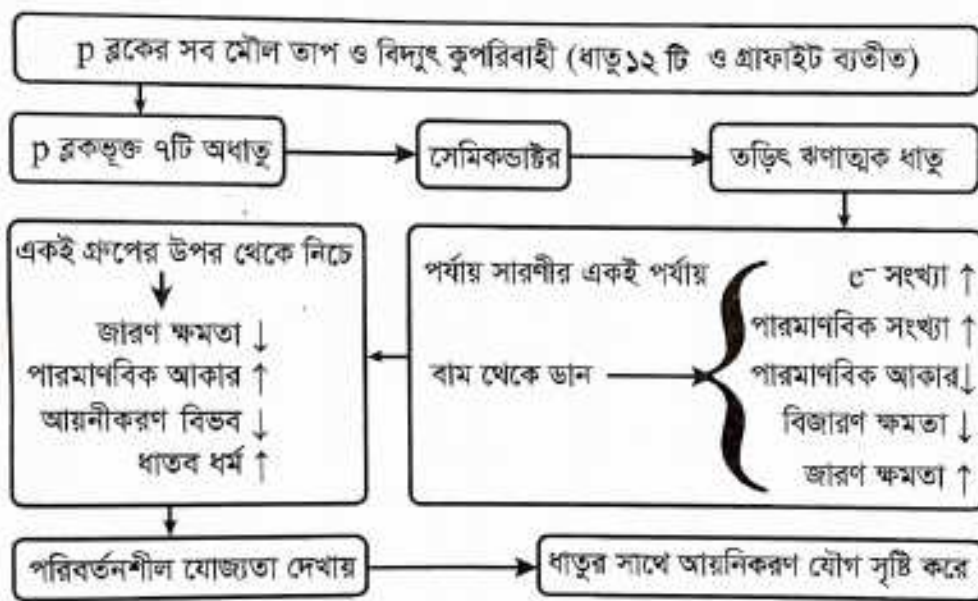 p ব্লকের সব মৌল তাপ ও বিদ্যুৎ কুপরিবাহী (ধাতু১২ টি ও গ্রাফাইট ব্যতীত)
p ব্লকভূক্ত ৭টি অধাতু
সেমিকন্ডাক্টর
তড়িৎ ঋণাত্মক ধাতু
একই গ্রুপের উপর থেকে নিচে
জারণ ক্ষমতা ↓
পারমাণবিক আকার ↑
আয়নীকরণ বিভব ↓
ধাতব ধর্ম ↑
পর্যায় সারণীর একই পর্যায়
বাম থেকে ডান
e⁻ সংখ্যা ↑
পারমাণবিক সংখ্যা ↑
পারমাণবিক আকার↓
বিজারণ ক্ষমতা ↓
জারণ ক্ষমতা ↑
পরিবর্তনশীল যোজ্যতা দেখায়
ধাতুর সাথে আয়নিকরণ যৌগ সৃষ্টি করে